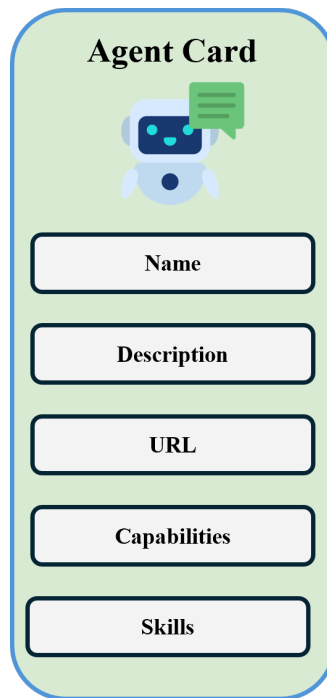 Agent Card
Name
Description
URL
Capabilities
Skills